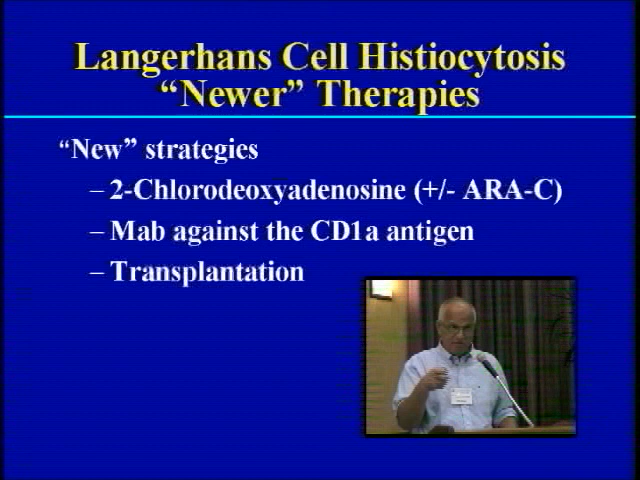 Langerhans Cell Histiocytosis
“Newer” Therapies
“New” strategies
– 2-Chlorodeoxyadenosine (+/- ARA-C)
– Mab against the CD1a antigen
– Transplantation